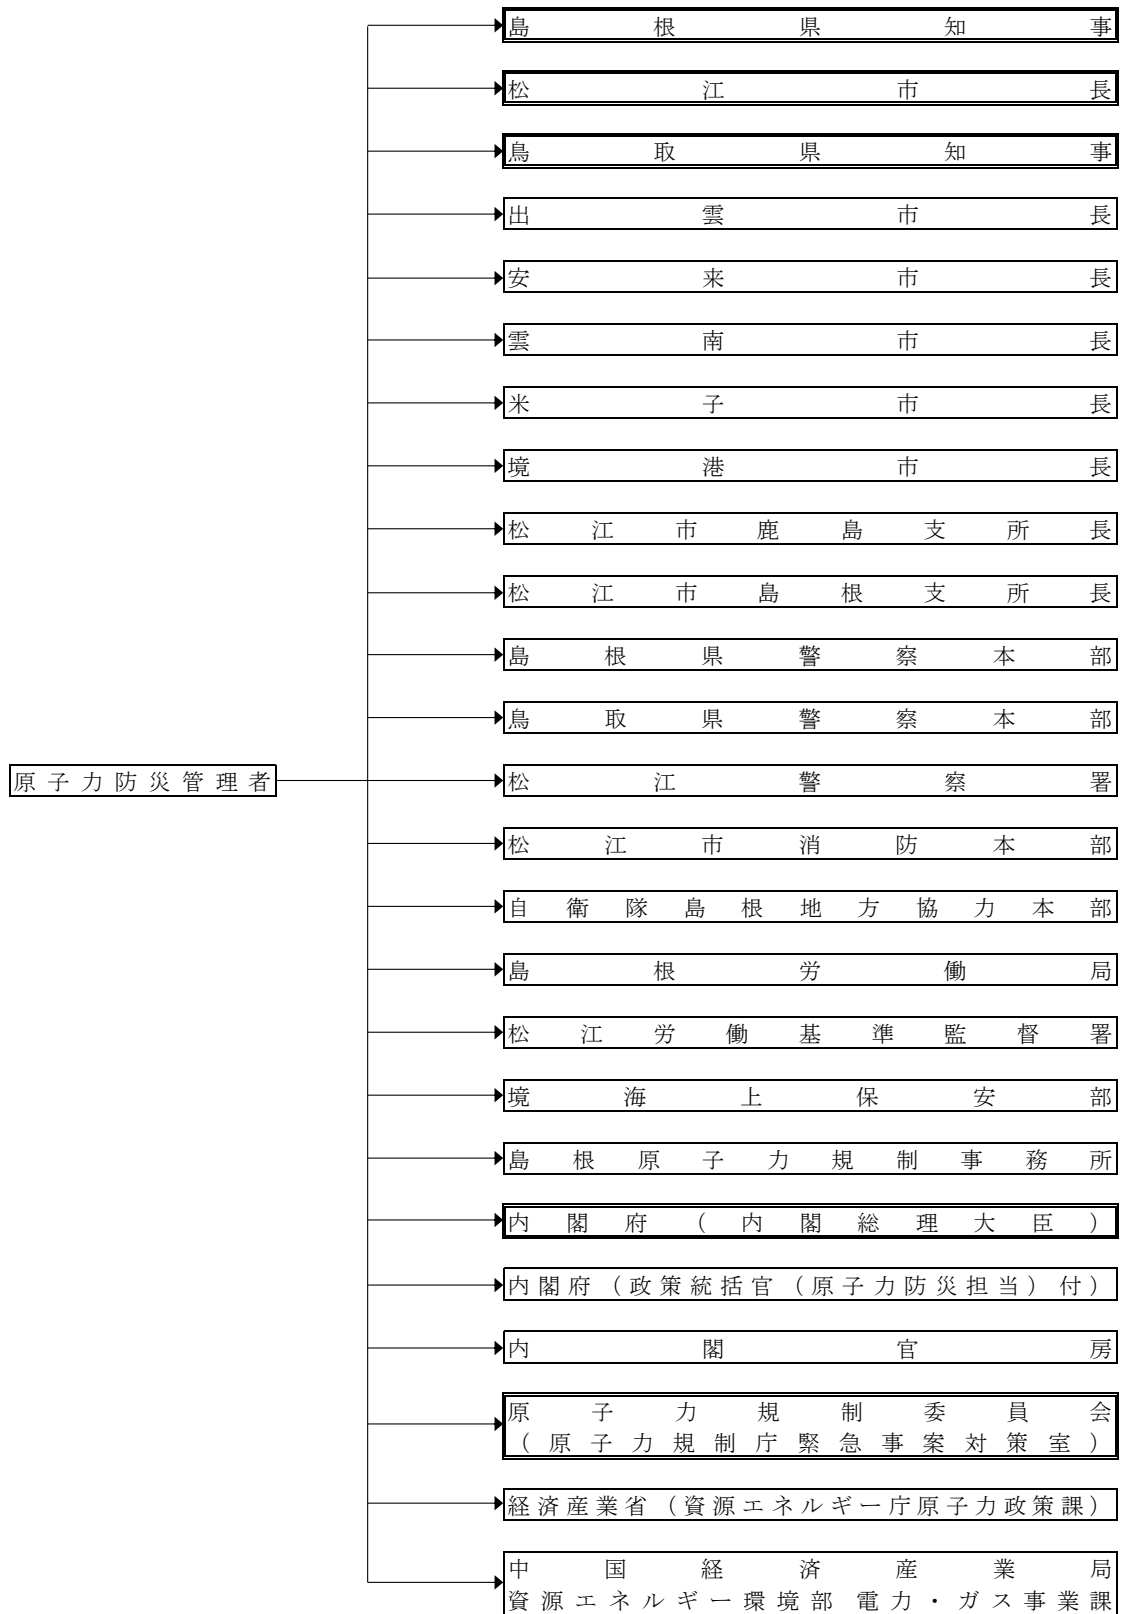 島根県知事
松江市長
鳥取県知事
出雲市長
安来市長
雲南市長
米子市長
境港市長
松江市鹿島支所長
松江市島根支所長
島根県警察本部
鳥取県警察本部
原子力防災管理者
松江警察署
松江市消防本部
自衛隊島根地方協力本部
島根労働局
松江労働基準監督署
境海上保安部
島根原子力規制事務所
内閣府(内閣総理大臣)
内閣府(政策統括官(原子力防災担当)付)
内閣官房
原子力規制委員会
(原子力規制庁緊急事案対策室)
経済産業省(資源エネルギー庁原子力政策課)
中国経済産業局
資源エネルギー環境部 電力・ガス事業課